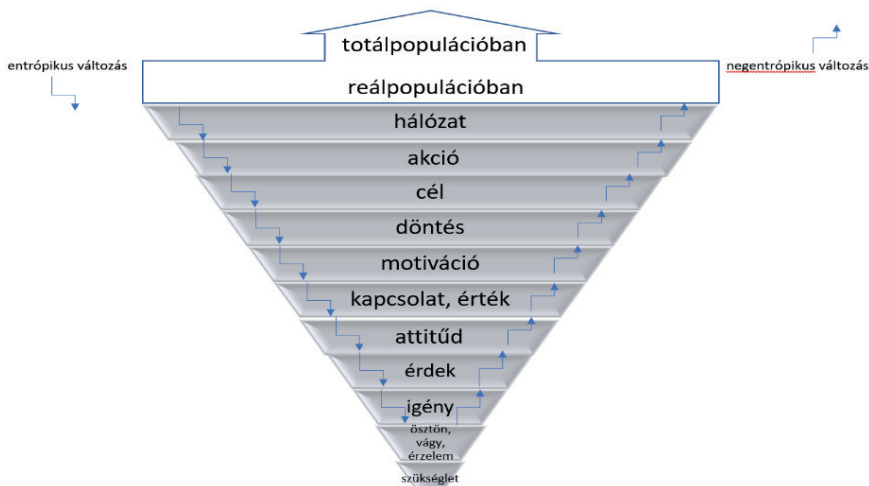 totálpopulációban
entrópikus változás
negentrópikus változás
reálpopulációban
hálózat
akció
cél
döntés
motiváció
kapcsolat, érték
attitűd
érdek
igény
ösztön,
vágy,
érzelem
szükséglet